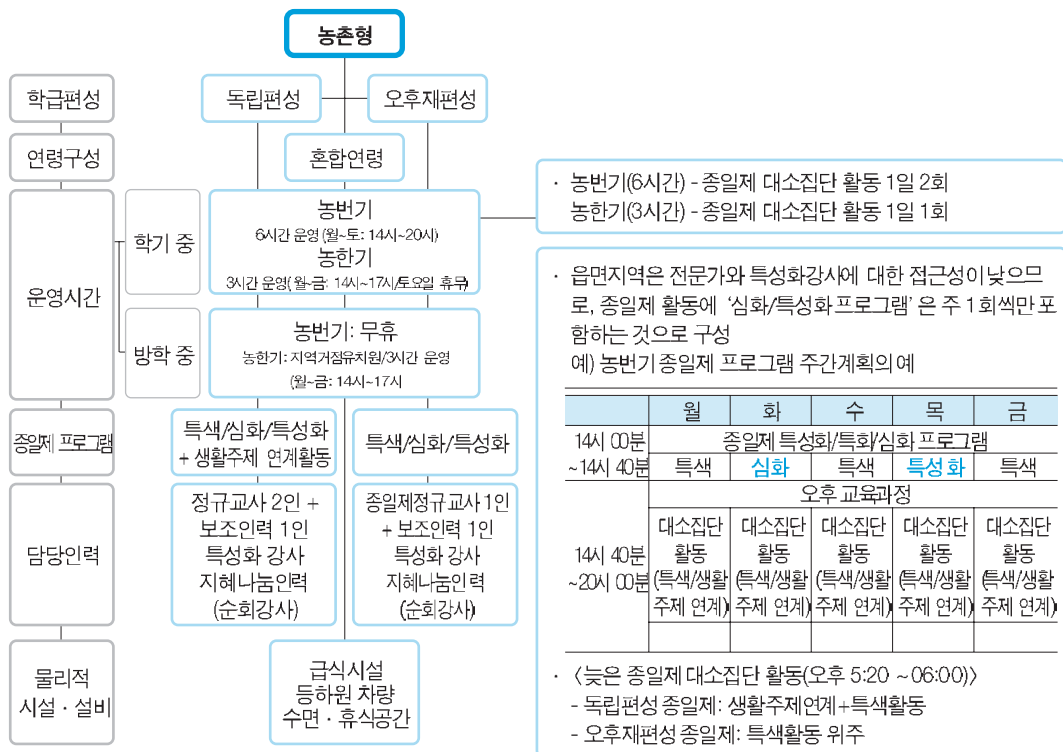 농촌형
학급편성
독립편성
오후재편성
연령구성
혼합연령
운영시간
학기 중
농번기
6시간 운영(월~토: 14시~20시)
농한기
3시간 운영(월~금: 14시~17시/토요일 휴무)
방학 중
농번기: 무휴
농한기: 지역거점유치원/3시간 운영
(월~금: 14시~17시
종일제 프로그램
특색/심화/특성화
+ 생활주제 연계활동
특색/심화/특성화
담당인력
정규교사 2인 +
보조인력 1인
특성화 강사
지혜나눔인력
(순회강사)
종일제정규교사 1인
+ 보조인력 1인
특성화 강사
지혜나눔인력
(순회강사)
물리적
시설·설비
급식시설
등하원 차량
수면·휴식공간
· 농번기(6시간) - 종일제 대소집단 활동 1일 2회
농한기(3시간) - 종일제 대소집단 활동 1일 1회
· 읍면지역은 전문가와 특성화강사에 대한 접근성이 낮으므
로, 종일제 활동에 ‘심화/특성화 프로그램’은 주 1회씩만 포
함하는 것으로 구성
예) 농번기 종일제 프로그램 주간계획의 예
월 화 수 목 금
14시 00분 종일제 특성화/특화/심화 프로그램
~14시 40분 특색 심화 특색 특성화 특색
오후 교육과정
대소집단 대소집단 대소집단 대소집단 대소집단
14시 40분 활동 활동 활동 활동 활동
~20시 00분 (특색/생활 (특색/생활 (특색/생활 (특색/생활 (특색/생활
주제 연계) 주제 연계) 주제 연계) 주제 연계) 주제 연계)
· 〈늦은 종일제 대소집단 활동(오후 5:20 ~06:00)〉
- 독립편성 종일제: 생활주제연계+특색활동
- 오후재편성 종일제: 특색활동 위주